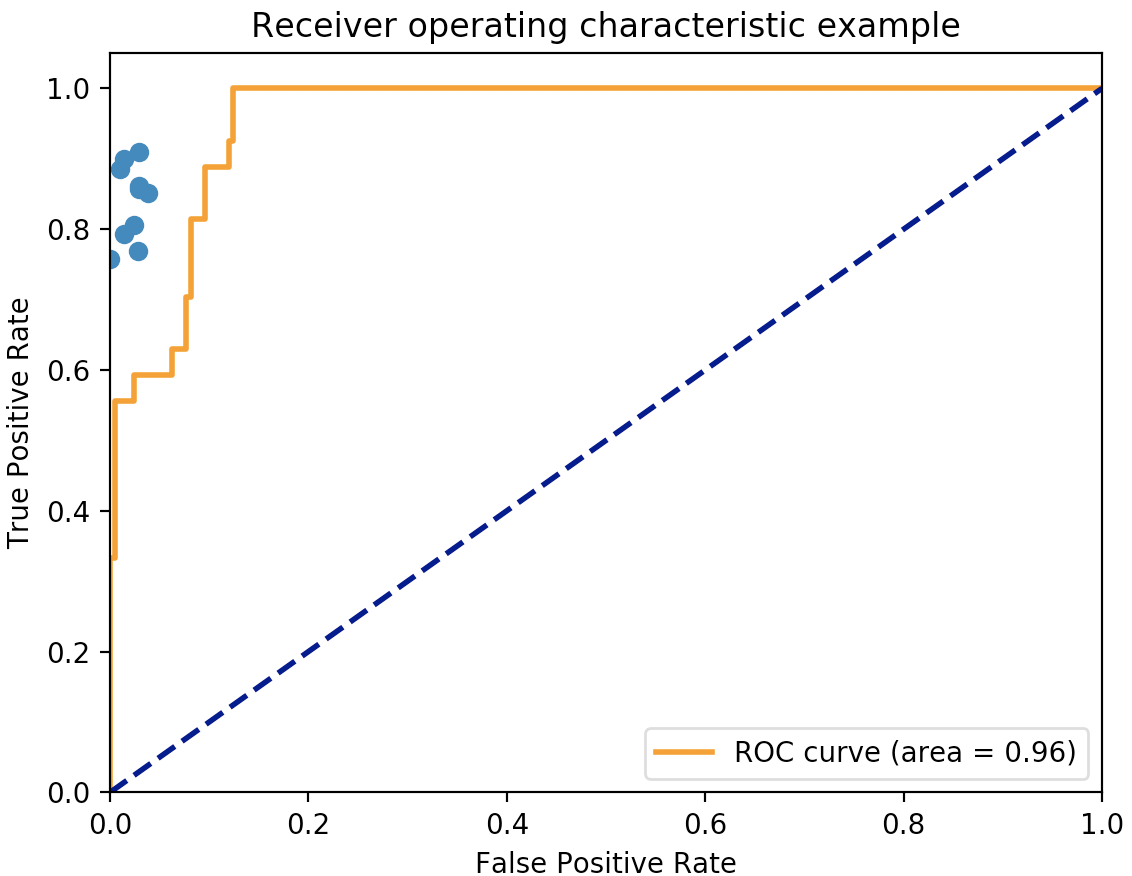 Receiver operating characteristic example
1.0
0.8
0.6
0.4
0.2
0.0
True Positive Rate
ROC curve (area = 0.96)
0.0 0.2 0.4 0.6 0.8 1.0
False Positive Rate